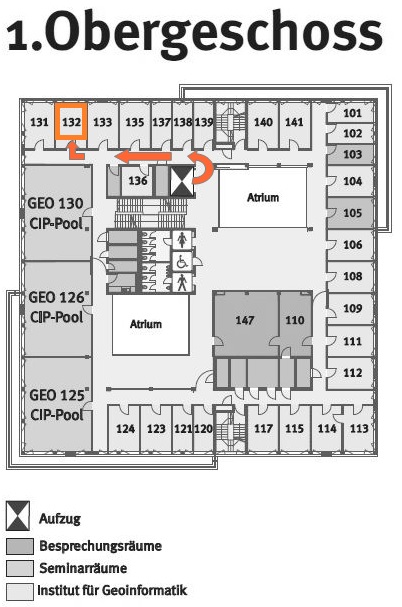 1.Obergeschoss
131 132 133 135 137 138 139 140 141 101
102
103
136 104
Atrium
GEO 130
CIP-Pool
105
106
GEO 126
CIP-Pool
108
Atrium 147 110 109
111
112
GEO 125
CIP-Pool
124 123 121 120 117 115 114 113
Aufzug
Besprechungsräume
Seminarräume
Institut für Geoinformatik